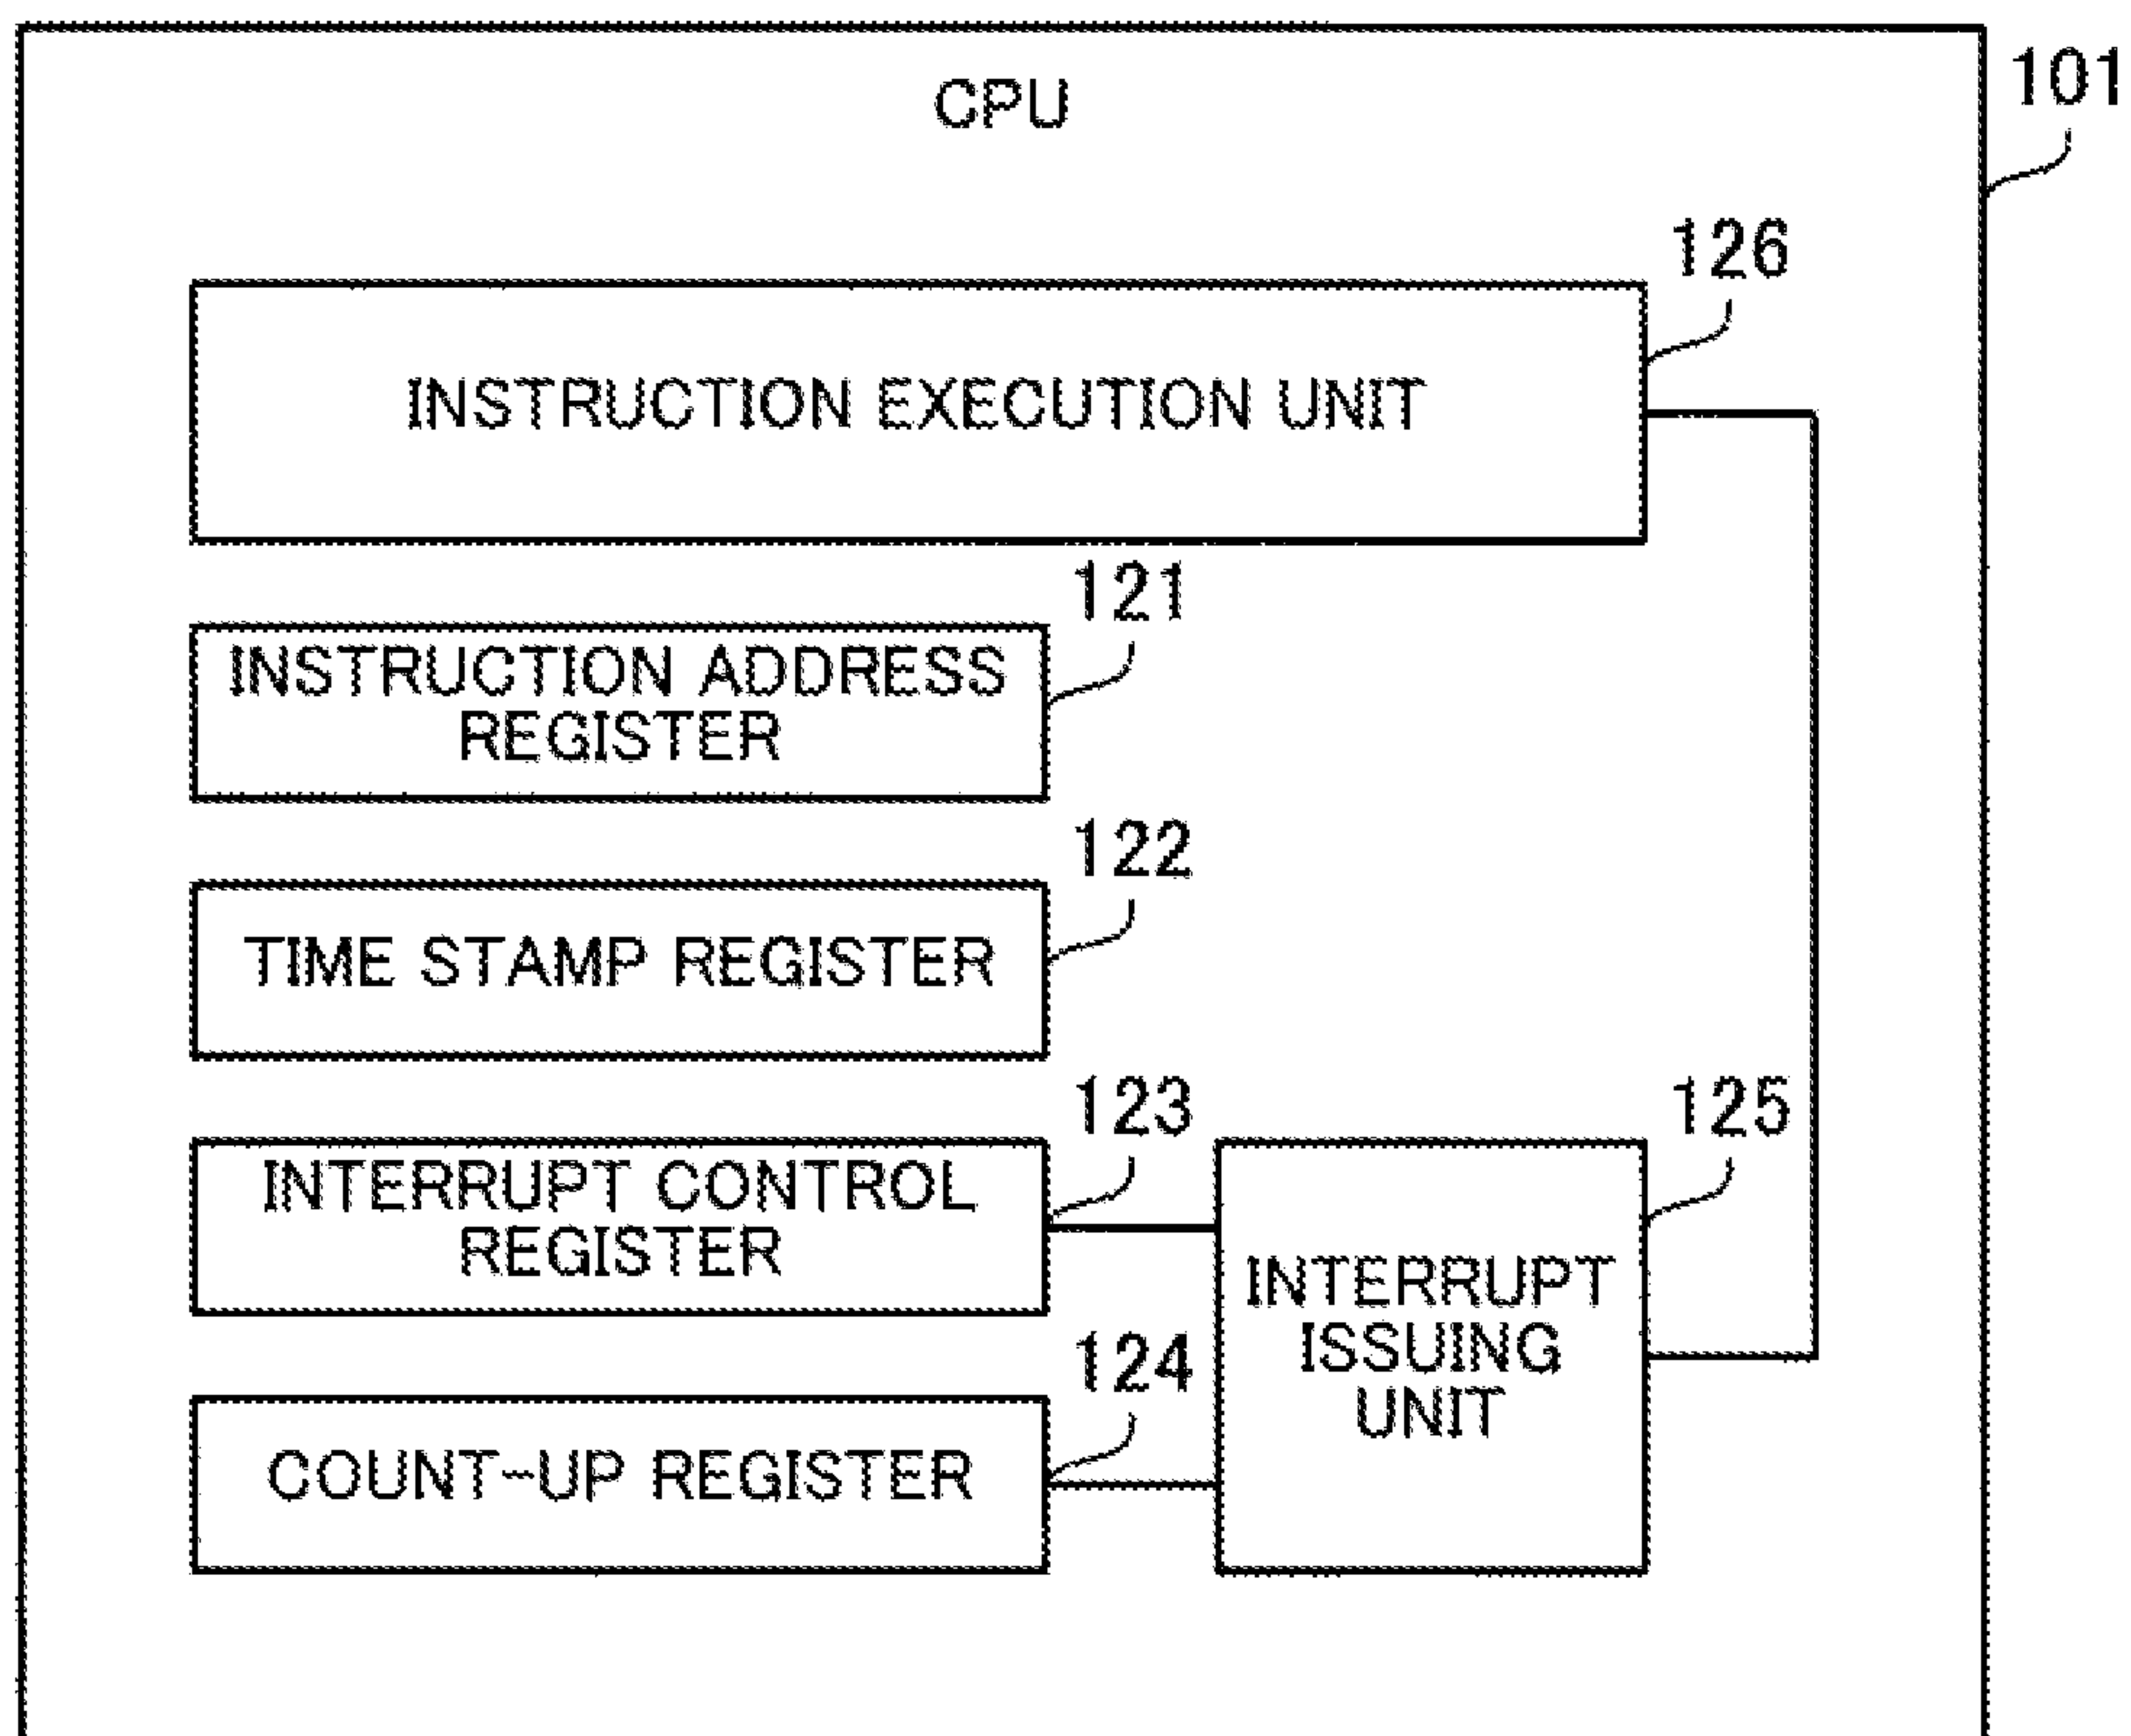 CPU
101
126
INSTRUCTION EXECUTION UNIT
121
INSTRUCTION ADDRESS
REGISTER
122
TIME STAMP REGISTER
123
INTERRUPT CONTROL
REGISTER
125
INTERRUPT
ISSUING
UNIT
124
COUNT-UP REGISTER